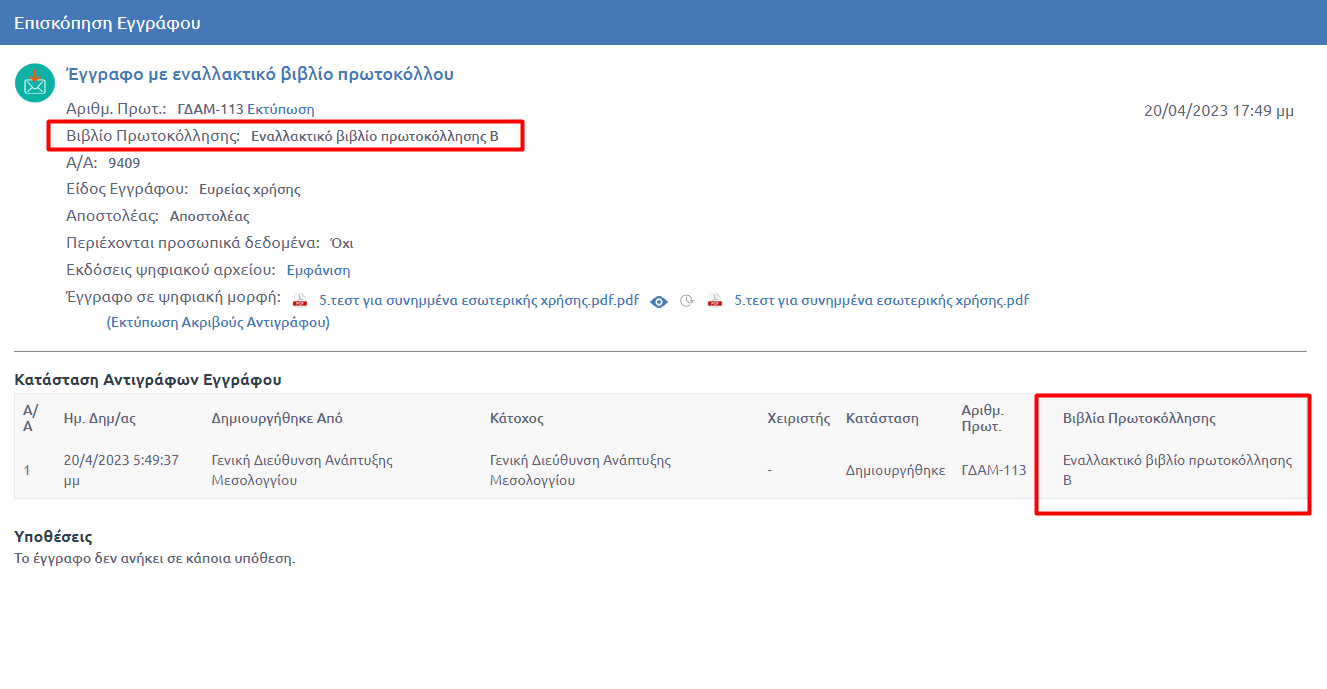 Επισκόπηση Εγγράφου
Έγγραφο με εναλλακτικό βιβλίο πρωτοκόλλου
Αριθμ. Πρωτ.: ΓΔΑΜ-113 Εκτύπωση
20/04/2023 17:49 μμ
Βιβλίο Πρωτοκόλλησης: Εναλλακτικό βιβλίο πρωτοκόλλησης Β
Α/Α: 9409
Είδος Εγγράφου: Ευρείας χρήσης
Αποστολέας: Αποστολέας
Περιέχονται προσωπικά δεδομένα: Όχι
Εκδόσεις ψηφιακού αρχείου: Εμφάνιση
Έγγραφο σε ψηφιακή μορφή: 5.τεστ για συνημμένα εσωτερικής χρήσης.pdf.pdf 5.τεστ για συνημμένα εσωτερικής χρήσης.pdf
(Εκτύπωση Ακριβούς Αντιγράφου)
Κατάσταση Αντιγράφων Εγγράφου
Α/Α Ημ. Δημ/ας Δημιουργήθηκε Από Κάτοχος Χειριστής Κατάσταση Αριθμ. Πρωτ. Βιβλία Πρωτοκόλλησης
1 20/4/2023 5:49:37 μμ Γενική Διεύθυνση Ανάπτυξης Μεσολογγίου Γενική Διεύθυνση Ανάπτυξης Μεσολογγίου - Δημιουργήθηκε ΓΔΑΜ-113 Εναλλακτικό βιβλίο πρωτοκόλλησης Β
Υποθέσεις
Το έγγραφο δεν ανήκει σε κάποια υπόθεση.